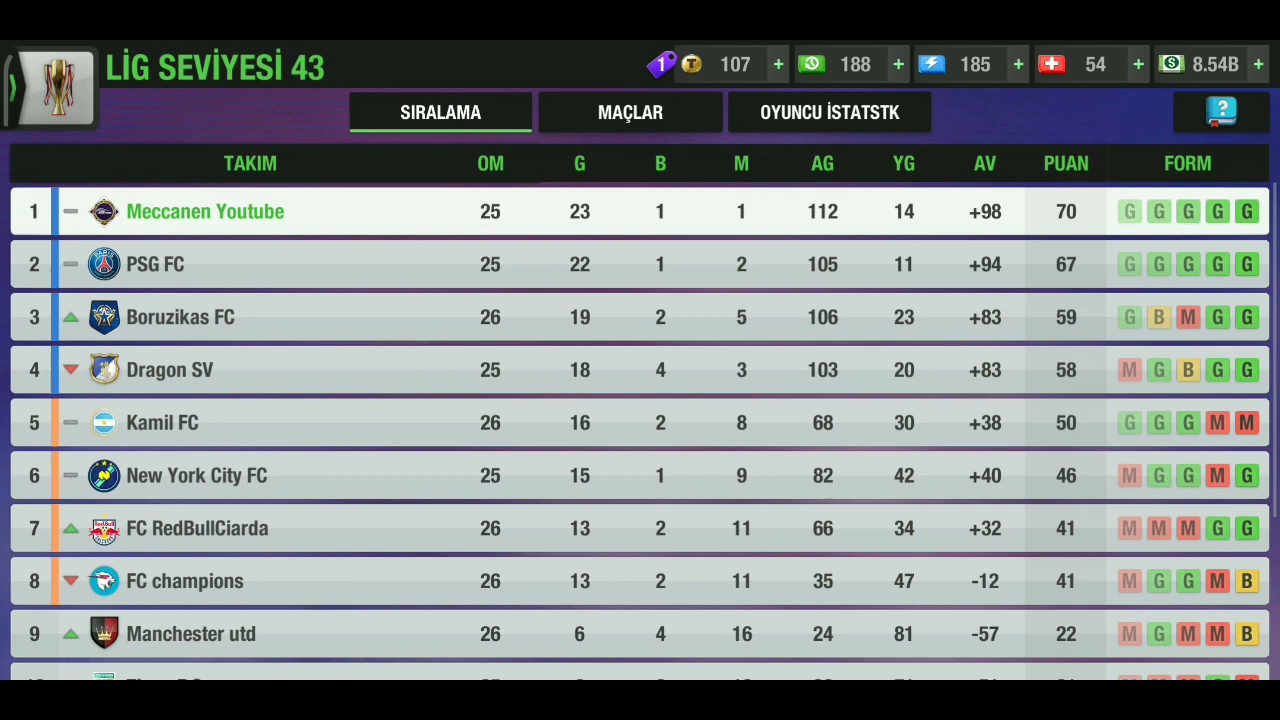 LİG SEVİYESİ 43 1 T 107 + 188 + 185 + 54 + $ 8.54B +
SIRALAMA MAÇLAR OYUNCU İSTATSTK ?
TAKIM OM G B M AG YG AV PUAN FORM
1 Meccanen Youtube 25 23 1 1 112 14 +98 70 G G G G G
2 PSG FC 25 22 1 2 105 11 +94 67 G G G G G
3 Boruzikas FC 26 19 2 5 106 23 +83 59 G B M G G
4 Dragon SV 25 18 4 3 103 20 +83 58 M G B G G
5 Kamil FC 26 16 2 8 68 30 +38 50 G G G M M
6 New York City FC 25 15 1 9 82 42 +40 46 M G G M G
7 FC RedBullCiarda 26 13 2 11 66 34 +32 41 M M M G G
8 FC champions 26 13 2 11 35 47 -12 41 M G G M B
9 Manchester utd 26 6 4 16 24 81 -57 22 M G M M B